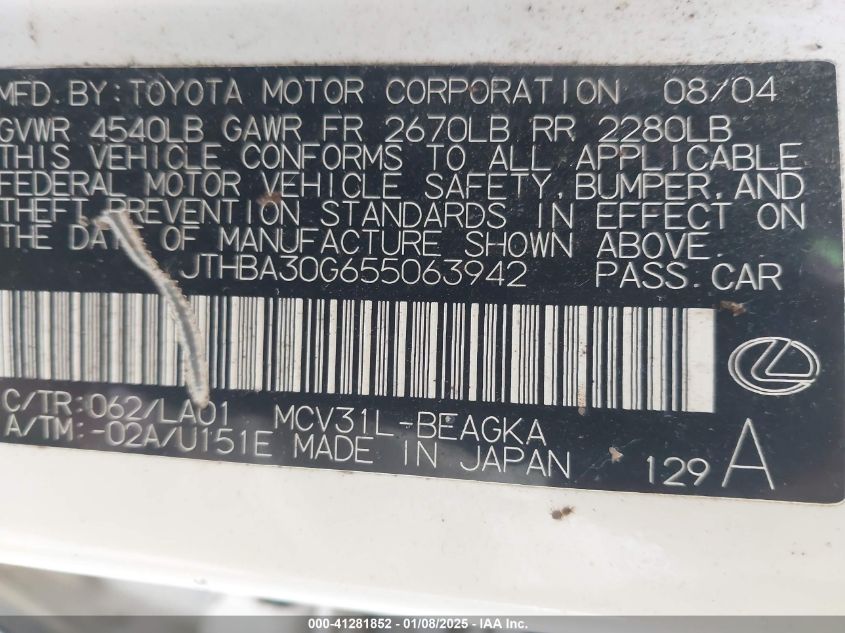 MFD. BY: TOYOTA MOTOR CORPORATION 08/04
GVWR 4540LB GAWR FR 2670LB RR 2280LB
THIS VEHICLE CONFORMS TO ALL APPLICABLE
FEDERAL MOTOR VEHICLE SAFETY, BUMPER, AND
THEFT PREVENTION STANDARDS IN EFFECT ON
THE DATE OF MANUFACTURE SHOWN ABOVE.
JTHBA30G655063942 PASS. CAR
C/TR: 062/LA01 MCV31L-BEAGKA
A/TM: -02A/U151E MADE IN JAPAN 129 A
000-41281852 - 01/08/2025 - IAA Inc.